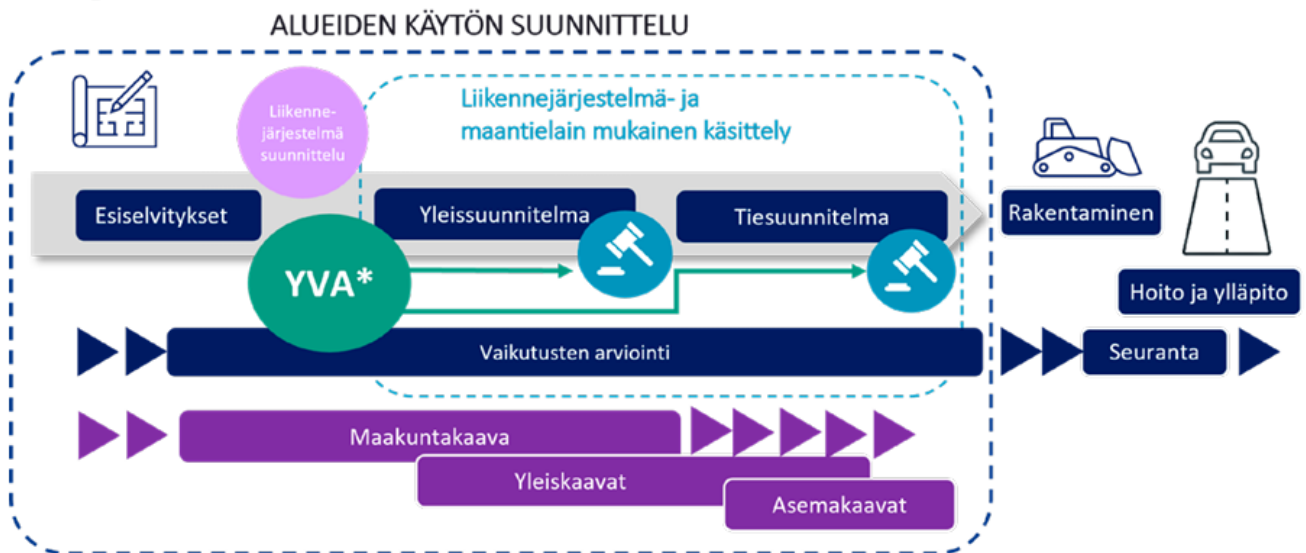 ALUEIDEN KÄYTÖN SUUNNITTELU
Liikenne-
järjestelmä
suunnittelu
Liikennejärjestelmä- ja
maantielain mukainen käsittely
Esiselvitykset
Yleissuunnitelma
Tiesuunnitelma
Rakentaminen
YVA*
Hoito ja ylläpito
Vaikutusten arviointi
Seuranta
Maakuntakaava
Yleiskaavat
Asemakaavat